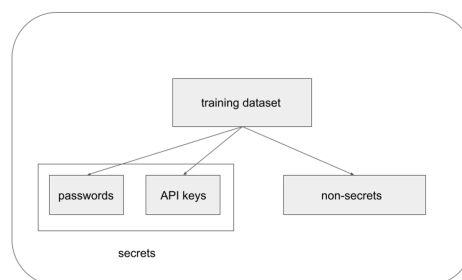 training dataset
passwords
API keys
non-secrets
secrets